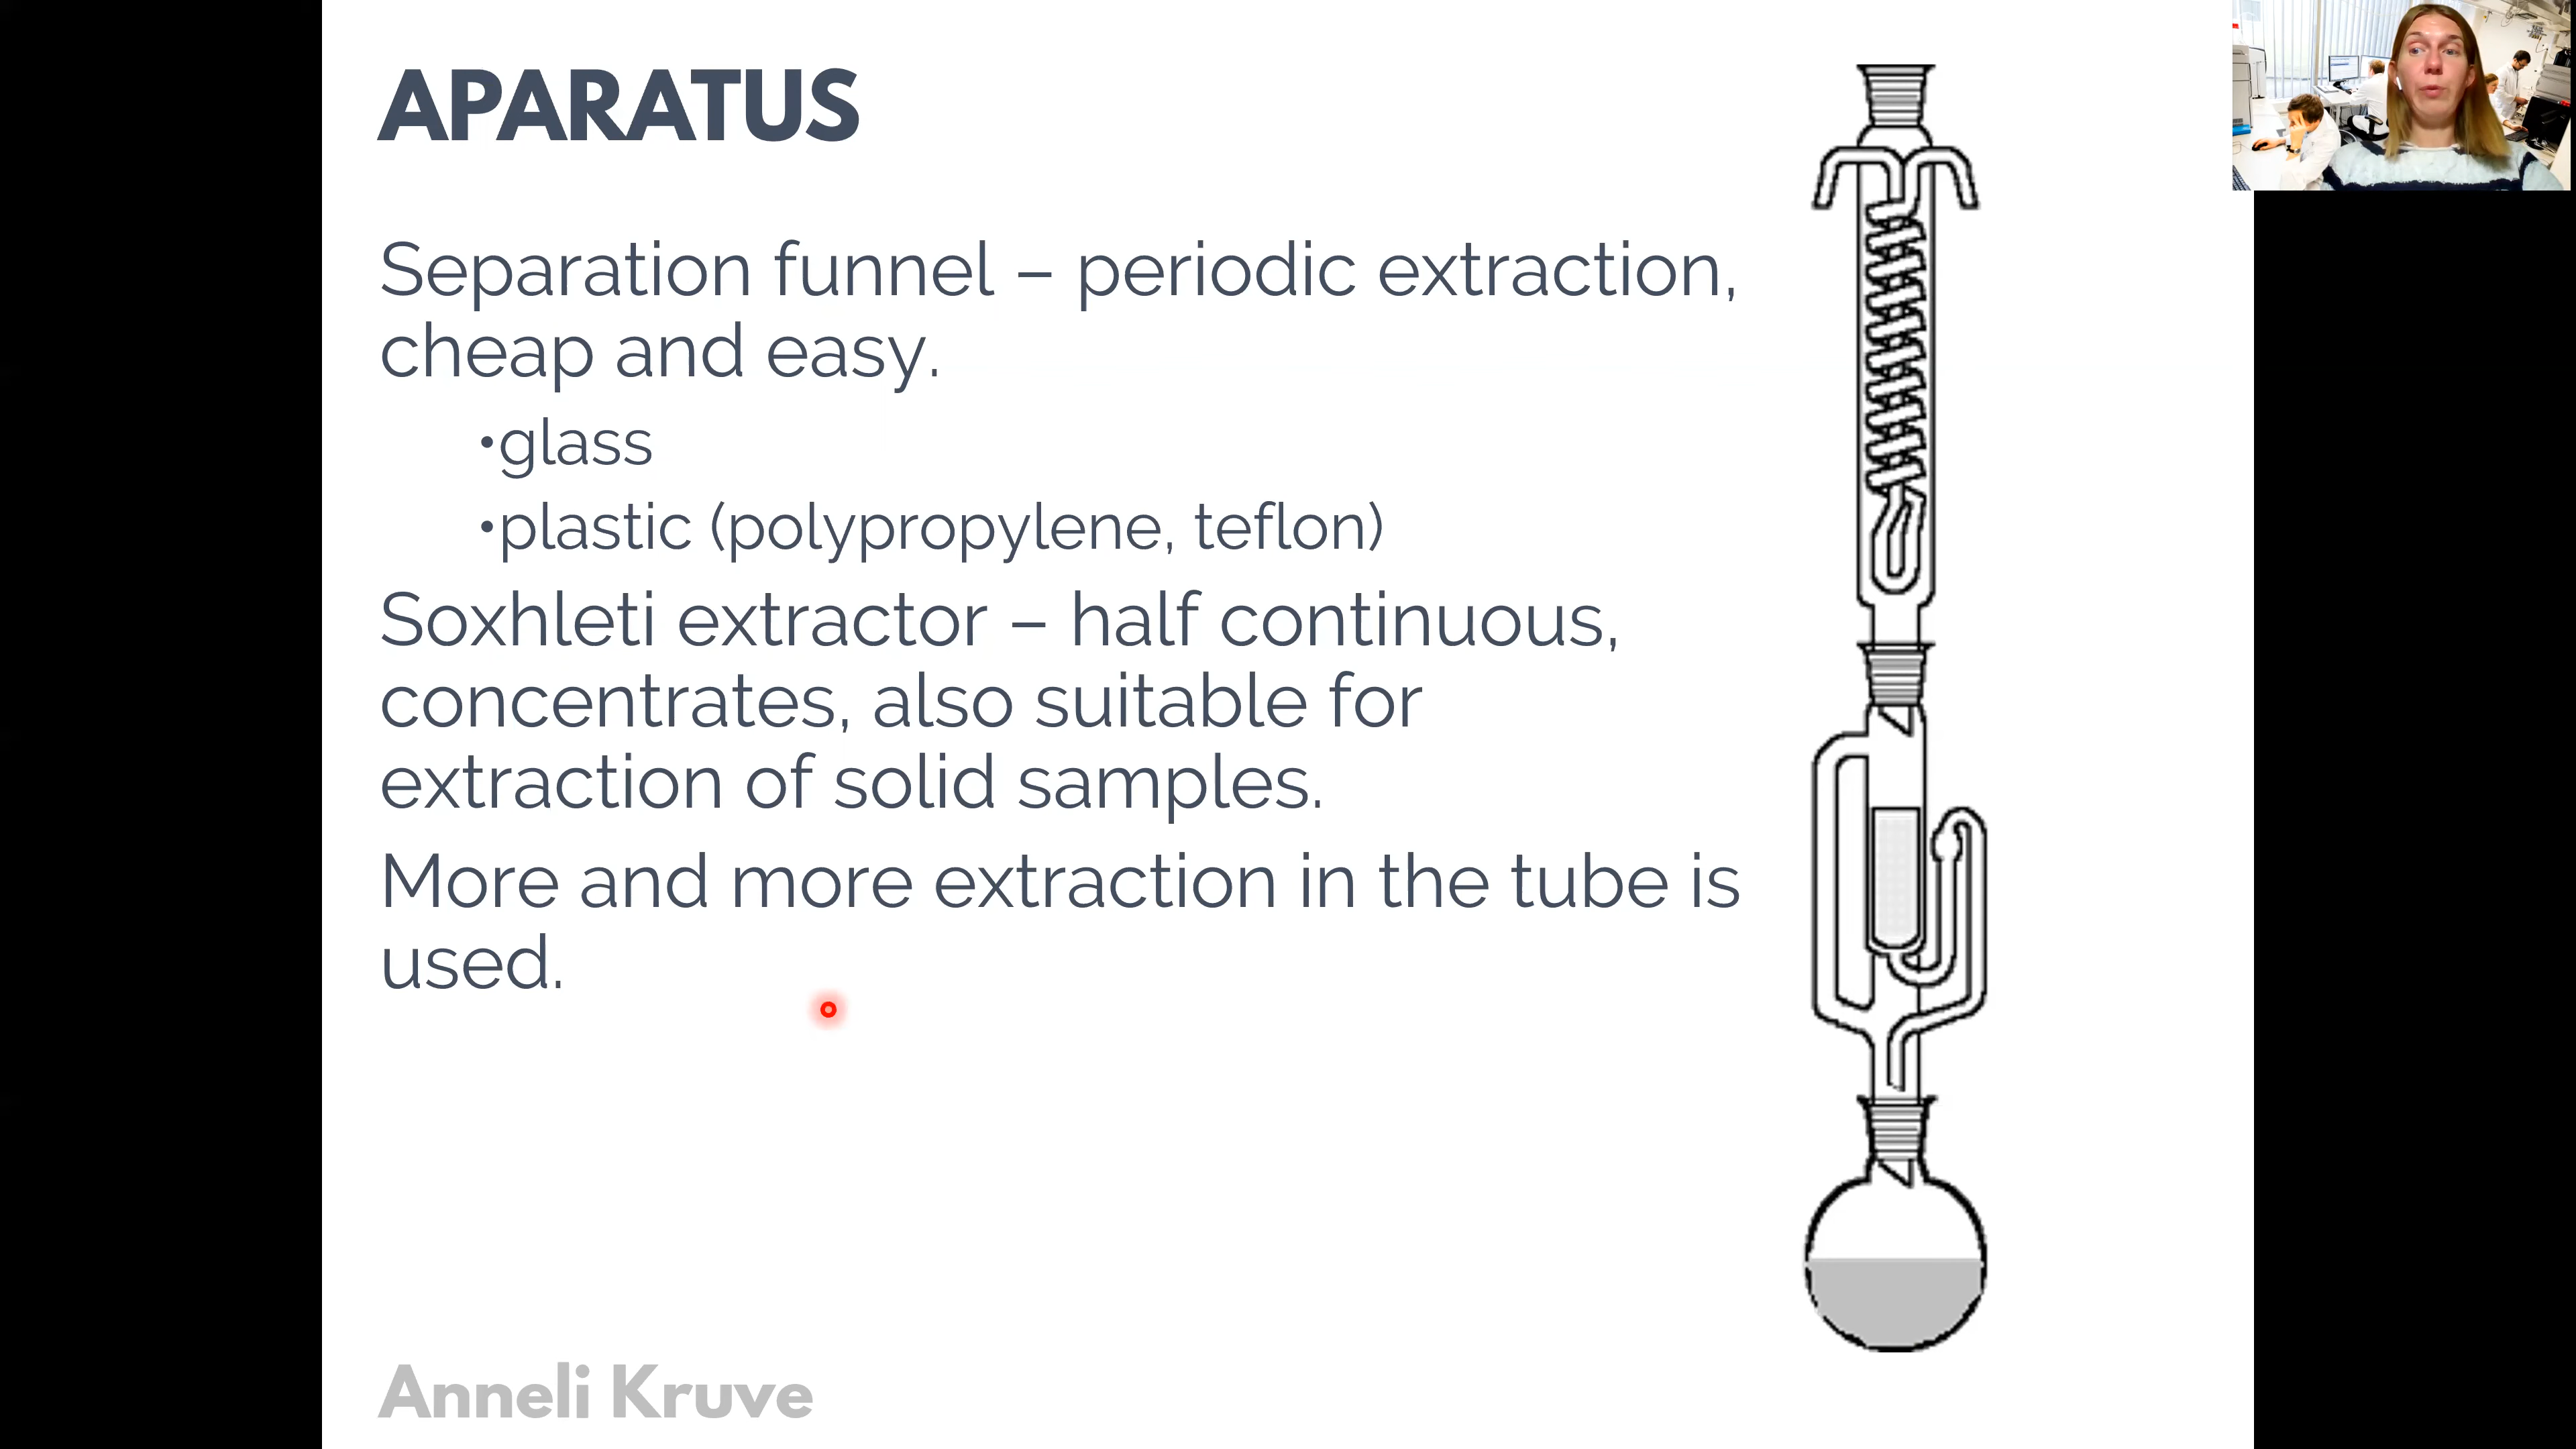 APARATUS
Separation funnel – periodic extraction,
cheap and easy.
•glass
•plastic (polypropylene, teflon)
Soxhleti extractor – half continuous,
concentrates, also suitable for
extraction of solid samples.
More and more extraction in the tube is
used.
Anneli Kruve